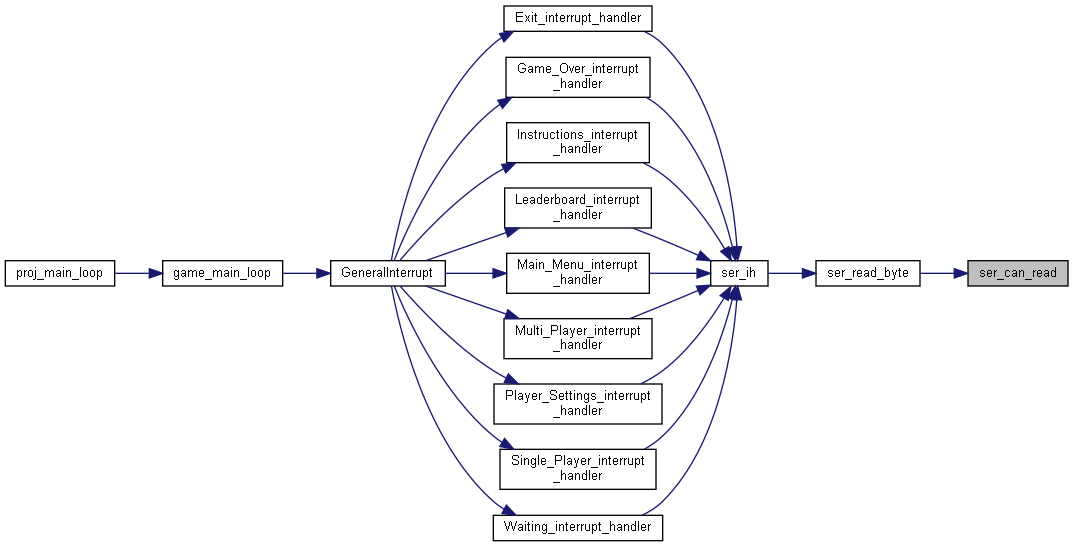 Exit_interrupt_handler
Game_Over_interrupt
_handler
Instructions_interrupt
_handler
Leaderboard_interrupt
_handler
proj_main_loop
game_main_loop
GeneralInterrupt
Main_Menu_interrupt
_handler
ser_ih
ser_read_byte
ser_can_read
Multi_Player_interrupt
_handler
Player_Settings_interrupt
_handler
Single_Player_interrupt
_handler
Waiting_interrupt_handler